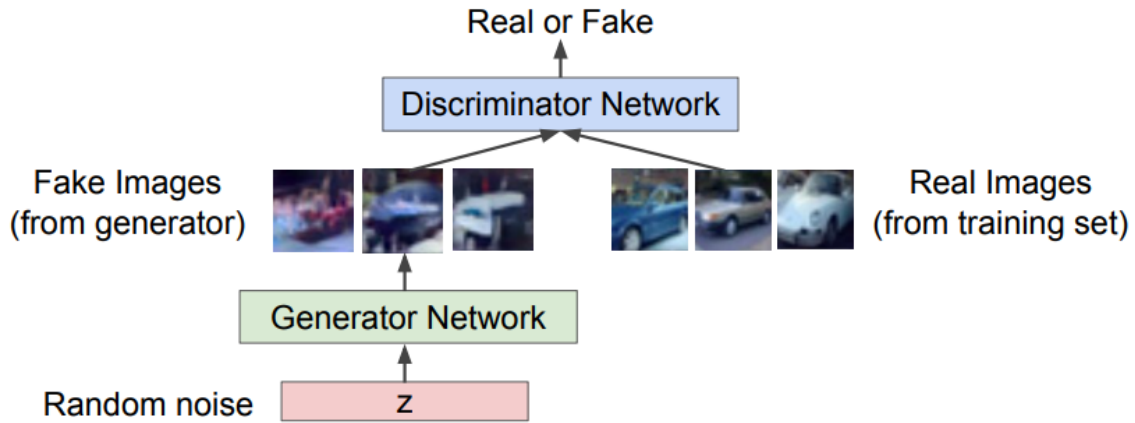 Real or Fake
Discriminator Network
Fake Images
(from generator)
Real Images
(from training set)
Generator Network
Random noise
z